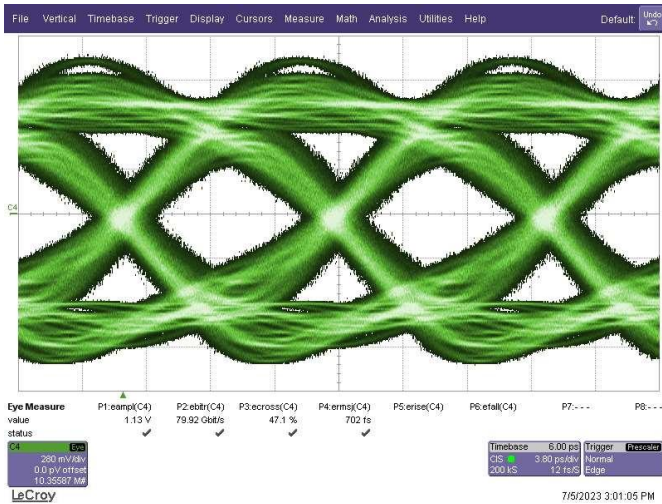 File Vertical Timebase Trigger Display Cursors Measure Math Analysis Utilities Help Default: Undo
C4
Eye Measure P1:eampl(C4) P2:ebitr(C4) P3:ecross(C4) P4:ermsj(C4) P5:erise(C4) P6:efall(C4) P7:- - - P8:- - -
value 1.13 V 79.92 Gbit/s 47.1 % 702 fs
status
C4 Eye
280 mV/div
0.0 pV offset
10.35587 M#
Timebase 6.00 ps
CIS 3.80 ps/div
200 kS 12 fs/S
Trigger Prescaler
Normal
Edge
LeCroy
7/5/2023 3:01:05 PM